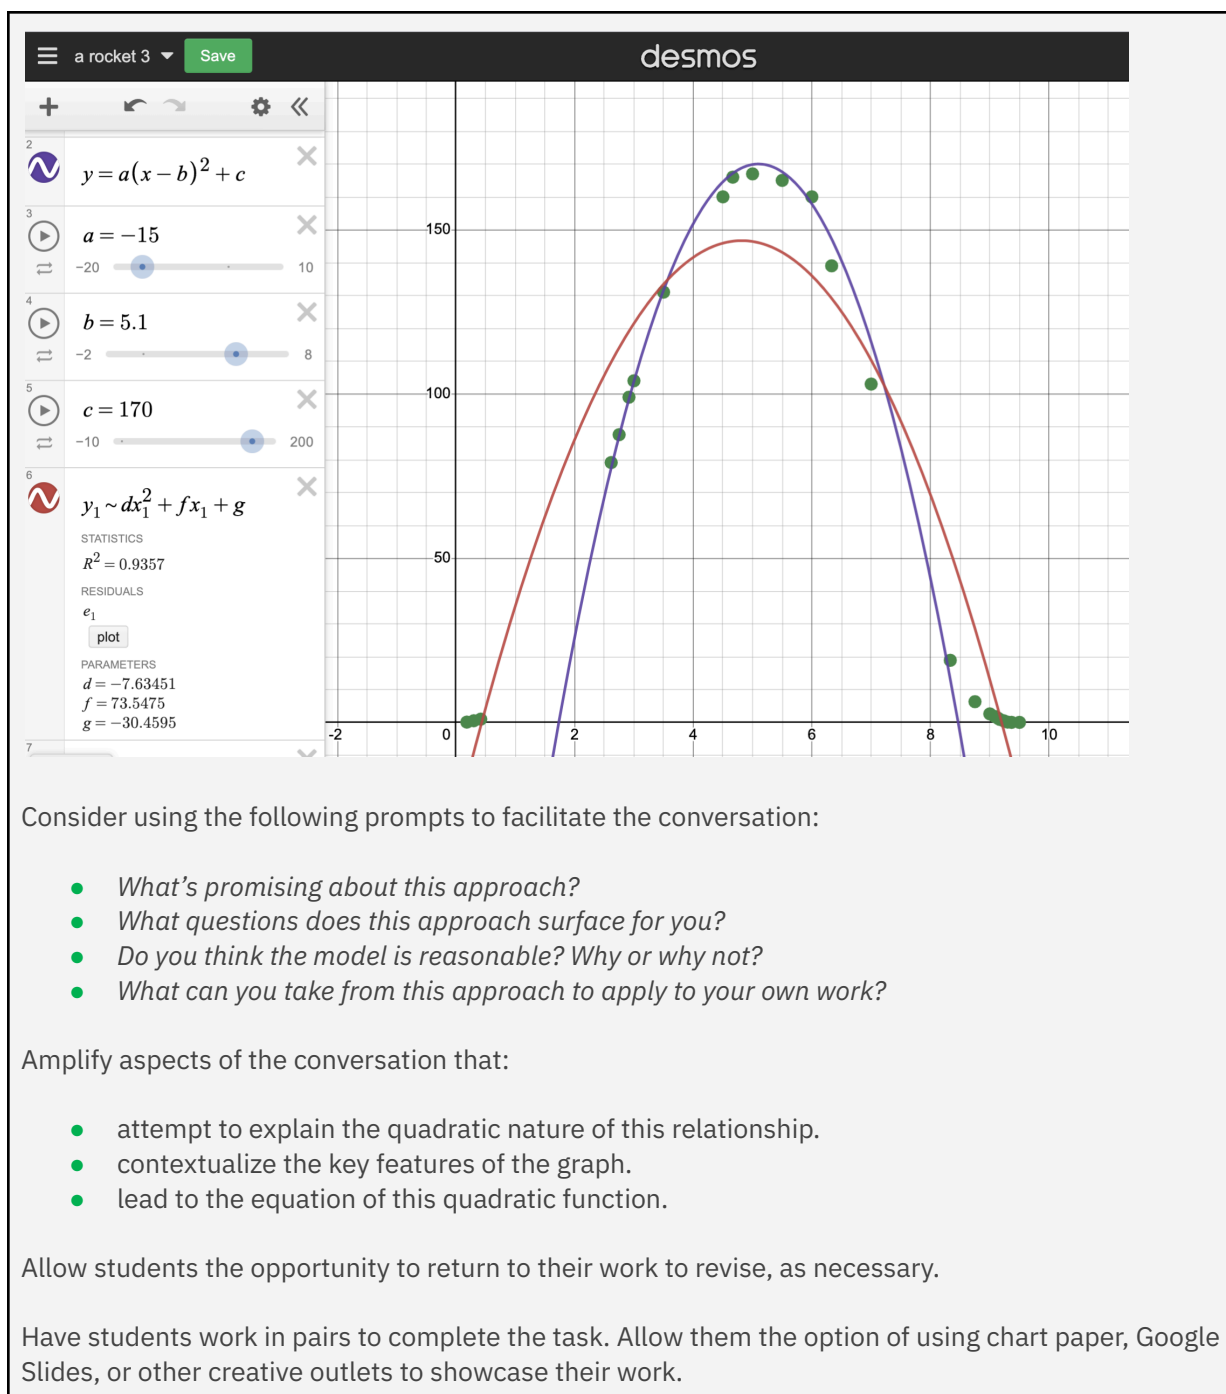 a rocket 3 Save desmos
2
y = a(x − b)² + c
3
a = −15
−20 10
4
b = 5.1
−2 8
5
c = 170
−10 200
6
y₁ ~ dx₁² + fx₁ + g
STATISTICS
R² = 0.9357
RESIDUALS
e₁
plot
PARAMETERS
d = −7.63451
f = 73.5475
g = −30.4595
7
150
100
50
-2 0 2 4 6 8 10
Consider using the following prompts to facilitate the conversation:
● What’s promising about this approach?
● What questions does this approach surface for you?
● Do you think the model is reasonable? Why or why not?
● What can you take from this approach to apply to your own work?
Amplify aspects of the conversation that:
● attempt to explain the quadratic nature of this relationship.
● contextualize the key features of the graph.
● lead to the equation of this quadratic function.
Allow students the opportunity to return to their work to revise, as necessary.
Have students work in pairs to complete the task. Allow them the option of using chart paper, Google
Slides, or other creative outlets to showcase their work.